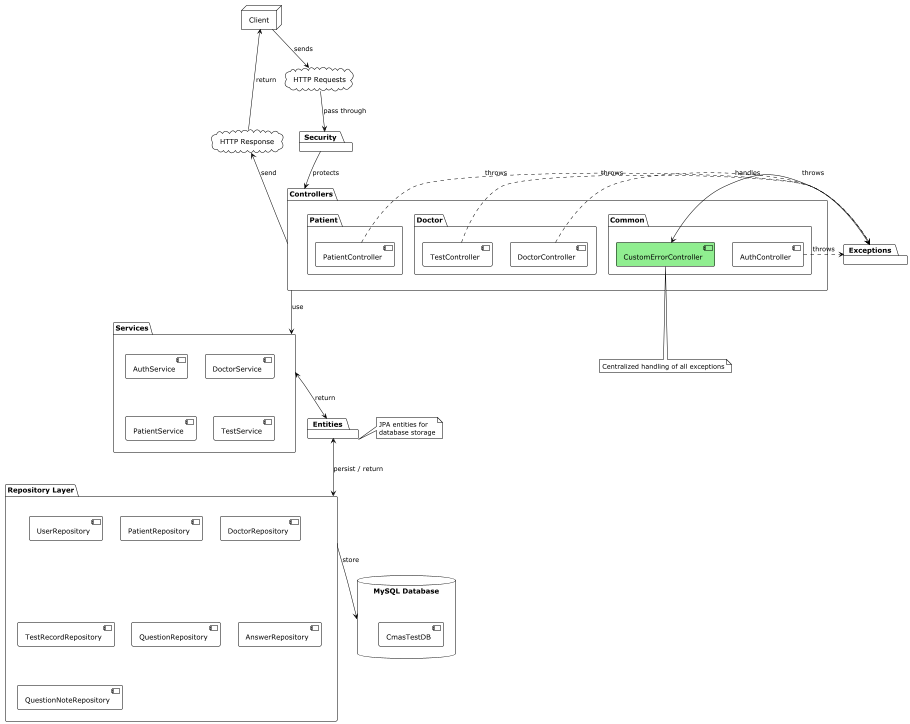 Client
sends
HTTP Requests
return
pass through
HTTP Response
Security
send
protects
throws
throws
handles
throws
Controllers
Patient
Doctor
Common
PatientController
TestController
DoctorController
CustomErrorController
AuthController
throws
Exceptions
use
Services
Centralized handling of all exceptions
AuthService
DoctorService
return
PatientService
TestService
Entities
JPA entities for
database storage
persist / return
Repository Layer
UserRepository
PatientRepository
DoctorRepository
store
MySQL Database
TestRecordRepository
QuestionRepository
AnswerRepository
CmasTestDB
QuestionNoteRepository